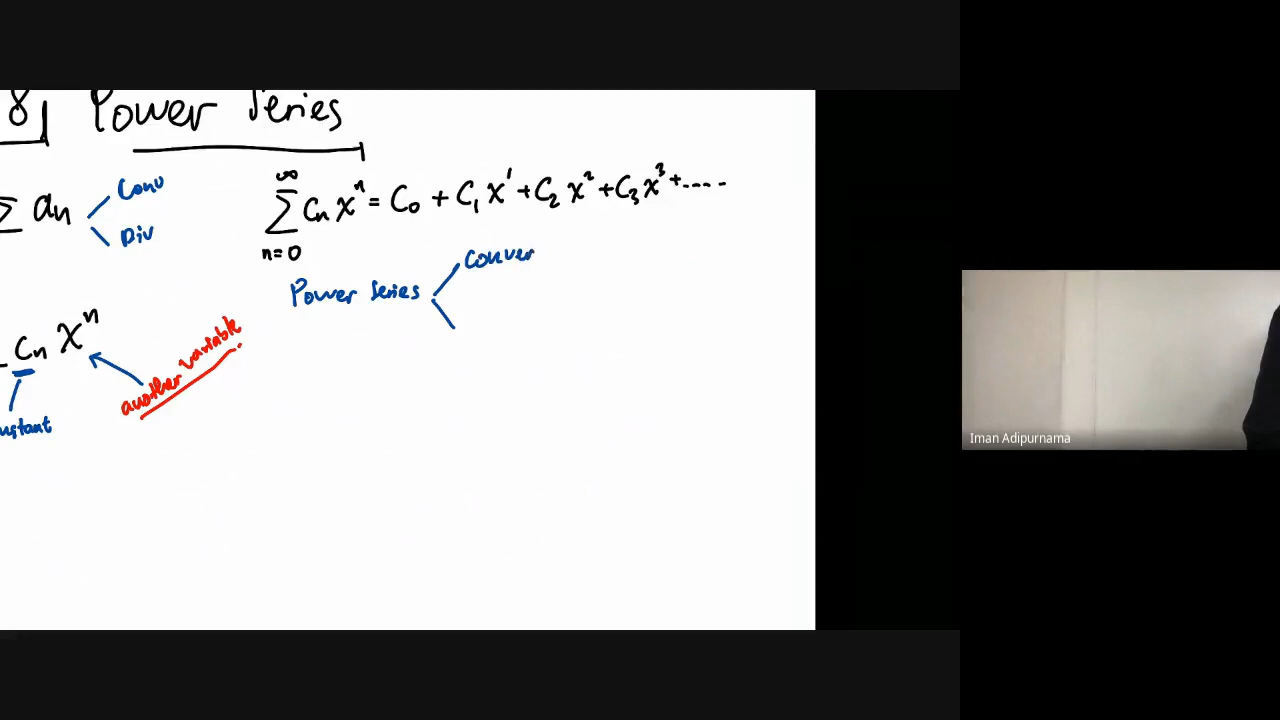 8] Power Series
∑ an Conv
Div
∞
∑ Cn x^n = C0 + C1 x^1 + C2 x^2 + C3 x^3 + .....
n=0
Power Series Conver
Cn x^n
another variable
nstant
Iman Adipurnama